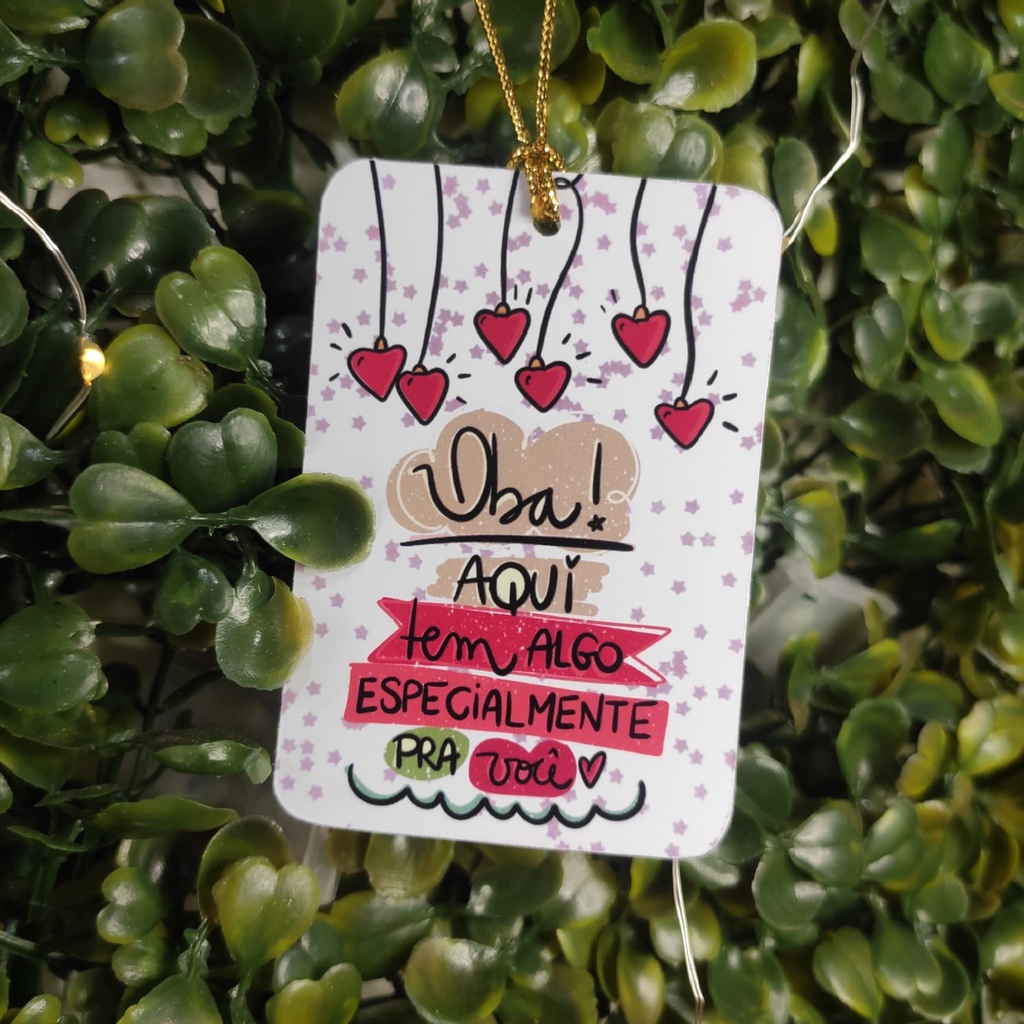 Oba!
AQUi
tem ALGO
ESPECiALMENTE
PRA você